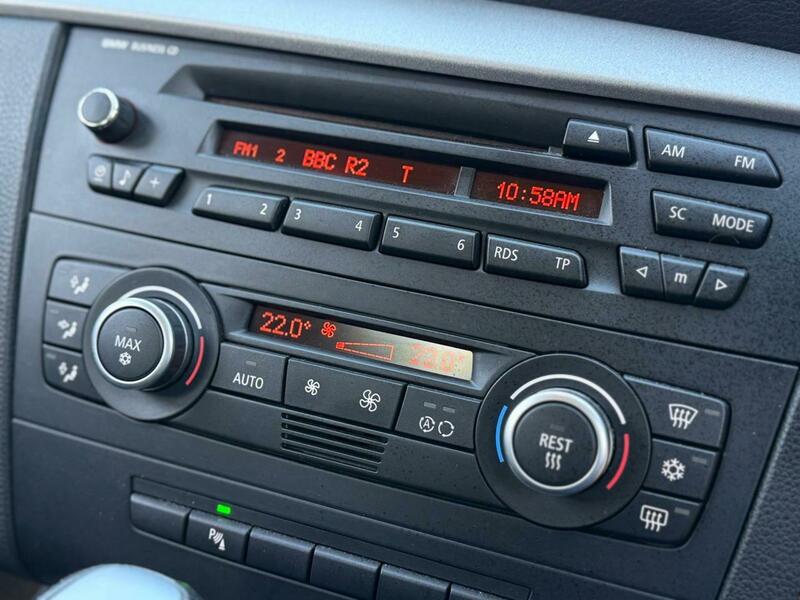 BMW BUSINESS CD
FM1 2 BBC R2 T 10:58AM
AM FM
SC MODE
1 2 3 4 5 6 RDS TP
m
22.0° 22.0°
MAX
AUTO
A
REST
P